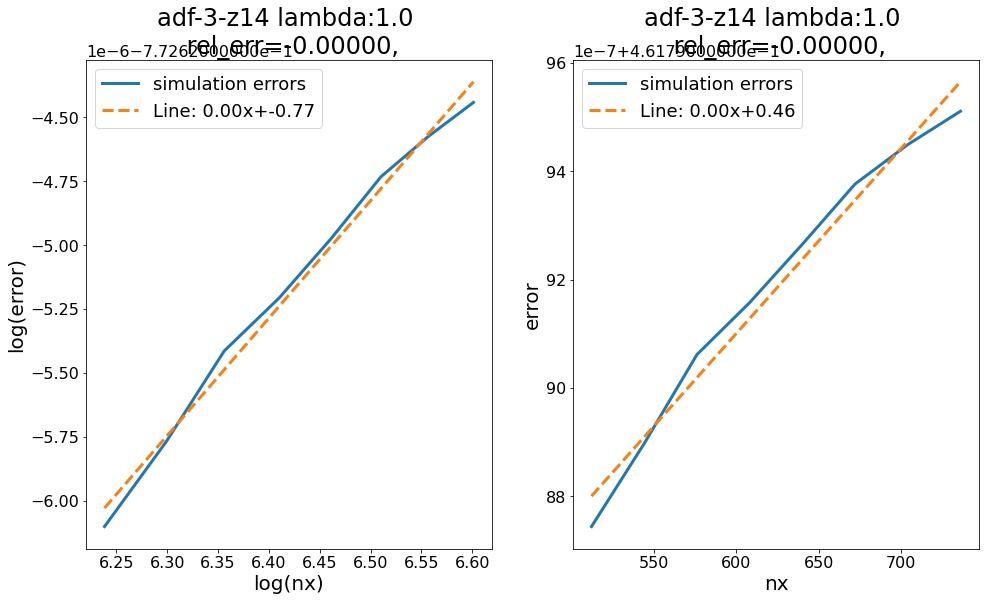 adf-3-z14 lambda:1.0
rel_err=-0.00000,
1e−6−7.7262000000e−1
simulation errors
Line: 0.00x+-0.77
−4.50
−4.75
−5.00
−5.25
−5.50
−5.75
−6.00
log(error)
6.25 6.30 6.35 6.40 6.45 6.50 6.55 6.60
log(nx)
adf-3-z14 lambda:1.0
rel_err=-0.00000,
1e−7+4.6179000000e−1
simulation errors
Line: 0.00x+0.46
96
94
92
90
88
error
550 600 650 700
nx